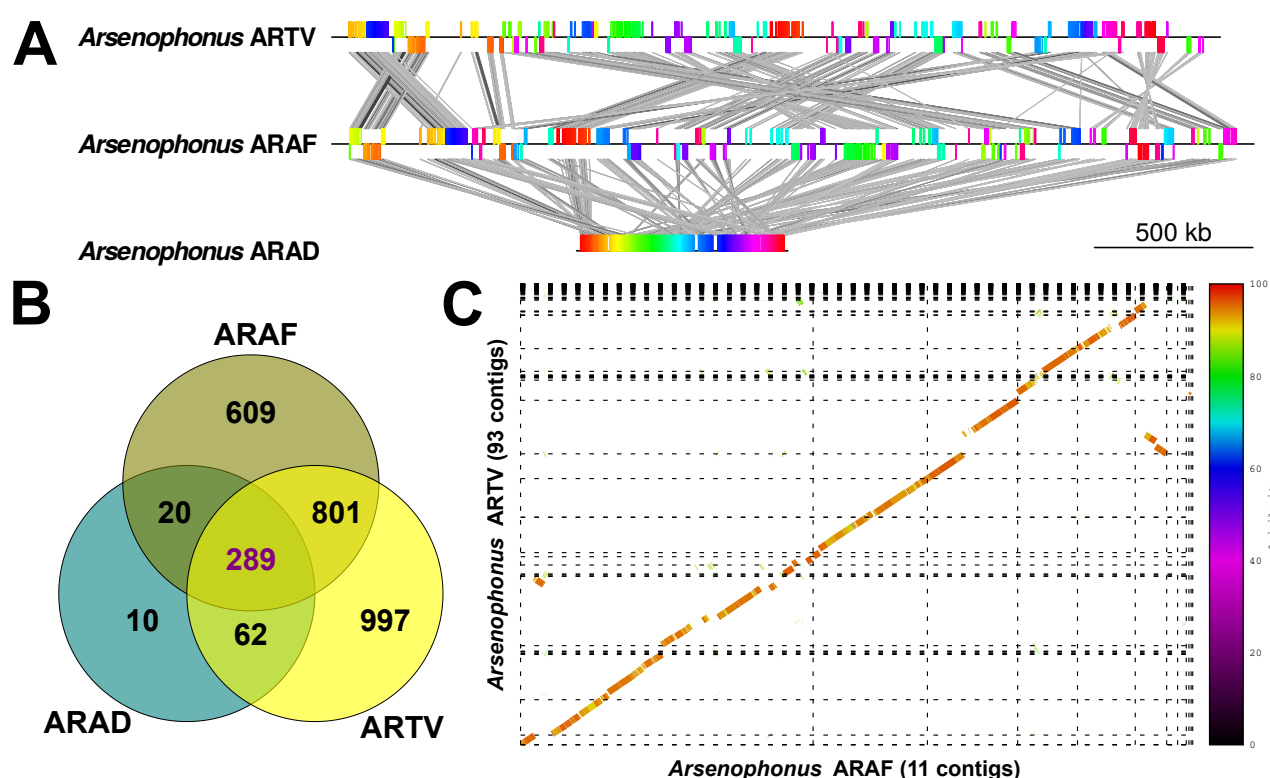 A
Arsenophonus ARTV
Arsenophonus ARAF
Arsenophonus ARAD
500 kb
B
ARAF
609
20
801
289
10
62
997
ARAD
ARTV
C
Arsenophonus ARTV (93 contigs)
Arsenophonus ARAF (11 contigs)
100
80
60
40
20
0